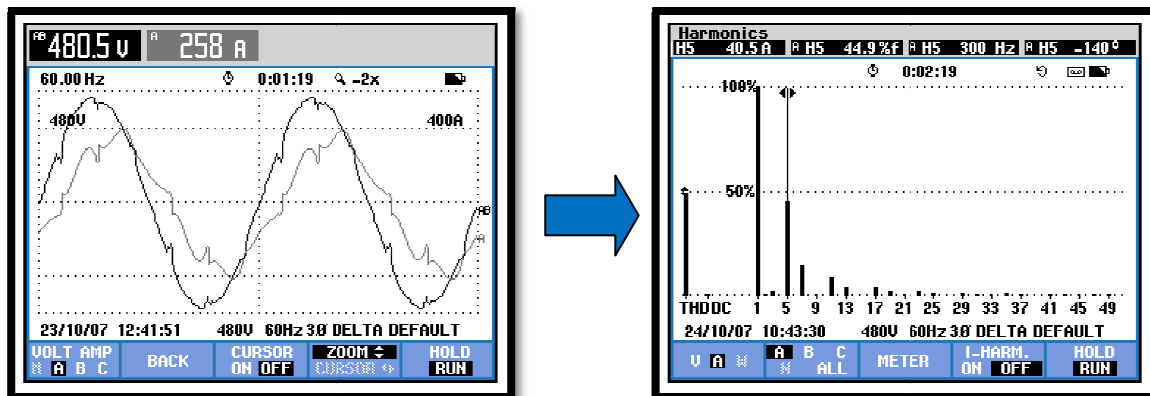 AB 480.5 V A 258 A
60.00 Hz 0:01:19 -2x
480V 400A
AB
A
23/10/07 12:41:51 480V 60Hz 3Ø DELTA DEFAULT
VOLT AMP BACK CURSOR ZOOM HOLD
N A B C ON OFF CURSOR RUN
Harmonics
H5 40.5 A A H5 44.9%f A H5 300 Hz A H5 -140°
0:02:19
100%
50%
THDDC 1 5 9 13 17 21 25 29 33 37 41 45 49
24/10/07 10:43:30 480V 60Hz 3Ø DELTA DEFAULT
V A W A B C METER I-HARM. HOLD
N ALL ON OFF RUN